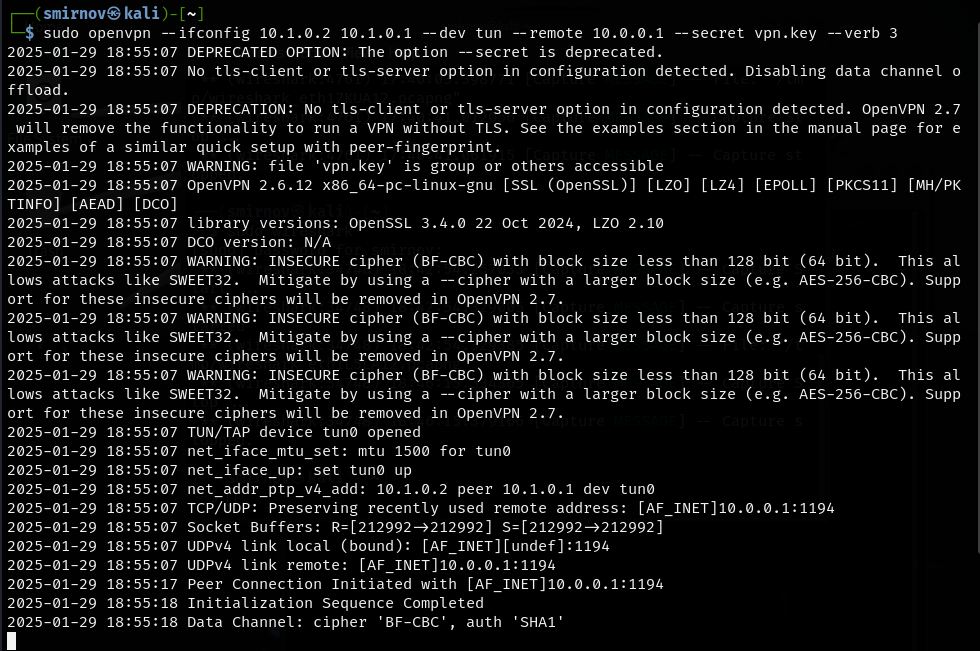 ┌──(smirnov㉿kali)-[~]
└─$ sudo openvpn --ifconfig 10.1.0.2 10.1.0.1 --dev tun --remote 10.0.0.1 --secret vpn.key --verb 3
2025-01-29 18:55:07 DEPRECATED OPTION: The option --secret is deprecated.
2025-01-29 18:55:07 No tls-client or tls-server option in configuration detected. Disabling data channel o
ffload.
2025-01-29 18:55:07 DEPRECATION: No tls-client or tls-server option in configuration detected. OpenVPN 2.7
 will remove the functionality to run a VPN without TLS. See the examples section in the manual page for e
xamples of a similar quick setup with peer-fingerprint.
2025-01-29 18:55:07 WARNING: file 'vpn.key' is group or others accessible
2025-01-29 18:55:07 OpenVPN 2.6.12 x86_64-pc-linux-gnu [SSL (OpenSSL)] [LZO] [LZ4] [EPOLL] [PKCS11] [MH/PK
TINFO] [AEAD] [DCO]
2025-01-29 18:55:07 library versions: OpenSSL 3.4.0 22 Oct 2024, LZO 2.10
2025-01-29 18:55:07 DCO version: N/A
2025-01-29 18:55:07 WARNING: INSECURE cipher (BF-CBC) with block size less than 128 bit (64 bit).  This al
lows attacks like SWEET32.  Mitigate by using a --cipher with a larger block size (e.g. AES-256-CBC). Supp
ort for these insecure ciphers will be removed in OpenVPN 2.7.
2025-01-29 18:55:07 WARNING: INSECURE cipher (BF-CBC) with block size less than 128 bit (64 bit).  This al
lows attacks like SWEET32.  Mitigate by using a --cipher with a larger block size (e.g. AES-256-CBC). Supp
ort for these insecure ciphers will be removed in OpenVPN 2.7.
2025-01-29 18:55:07 WARNING: INSECURE cipher (BF-CBC) with block size less than 128 bit (64 bit).  This al
lows attacks like SWEET32.  Mitigate by using a --cipher with a larger block size (e.g. AES-256-CBC). Supp
ort for these insecure ciphers will be removed in OpenVPN 2.7.
2025-01-29 18:55:07 TUN/TAP device tun0 opened
2025-01-29 18:55:07 net_iface_mtu_set: mtu 1500 for tun0
2025-01-29 18:55:07 net_iface_up: set tun0 up
2025-01-29 18:55:07 net_addr_ptp_v4_add: 10.1.0.2 peer 10.1.0.1 dev tun0
2025-01-29 18:55:07 TCP/UDP: Preserving recently used remote address: [AF_INET]10.0.0.1:1194
2025-01-29 18:55:07 Socket Buffers: R=[212992->212992] S=[212992->212992]
2025-01-29 18:55:07 UDPv4 link local (bound): [AF_INET][undef]:1194
2025-01-29 18:55:07 UDPv4 link remote: [AF_INET]10.0.0.1:1194
2025-01-29 18:55:17 Peer Connection Initiated with [AF_INET]10.0.0.1:1194
2025-01-29 18:55:18 Initialization Sequence Completed
2025-01-29 18:55:18 Data Channel: cipher 'BF-CBC', auth 'SHA1'